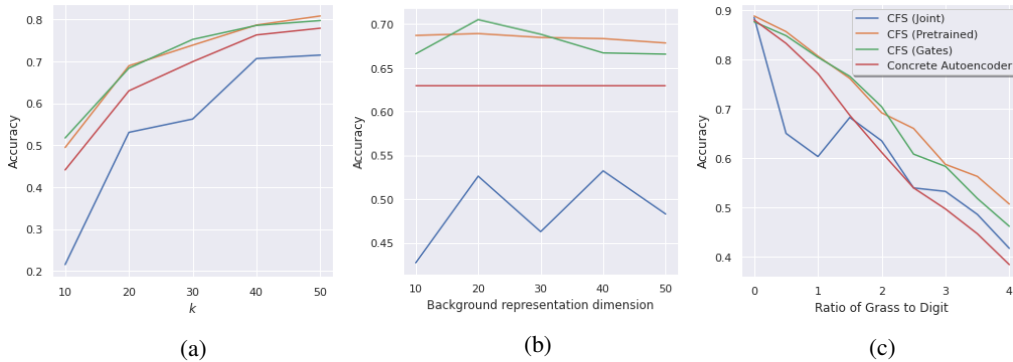 0.8
0.7
0.6
0.5
0.4
0.3
0.2
Accuracy
10 20 30 40 50
k
(a)
0.70
0.65
0.60
0.55
0.50
0.45
Accuracy
10 20 30 40 50
Background representation dimension
(b)
0.9
0.8
0.7
0.6
0.5
0.4
Accuracy
CFS (Joint)
CFS (Pretrained)
CFS (Gates)
Concrete Autoencoder
0 1 2 3 4
Ratio of Grass to Digit
(c)